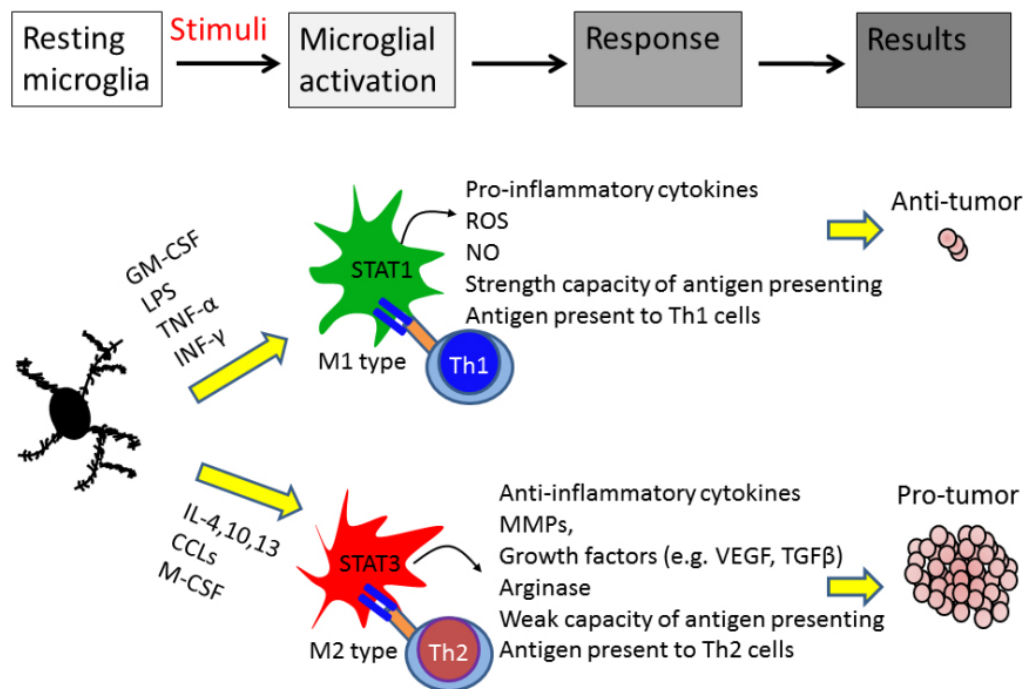 Resting
microglia
Stimuli
Microglial
activation
Response
Results
GM-CSF
LPS
TNF-α
INF-γ
STAT1
M1 type
Th1
Pro-inflammatory cytokines
ROS
NO
Strength capacity of antigen presenting
Antigen present to Th1 cells
Anti-tumor
IL-4,10,13
CCLs
M-CSF
STAT3
M2 type
Th2
Anti-inflammatory cytokines
MMPs,
Growth factors (e.g. VEGF, TGFβ)
Arginase
Weak capacity of antigen presenting
Antigen present to Th2 cells
Pro-tumor